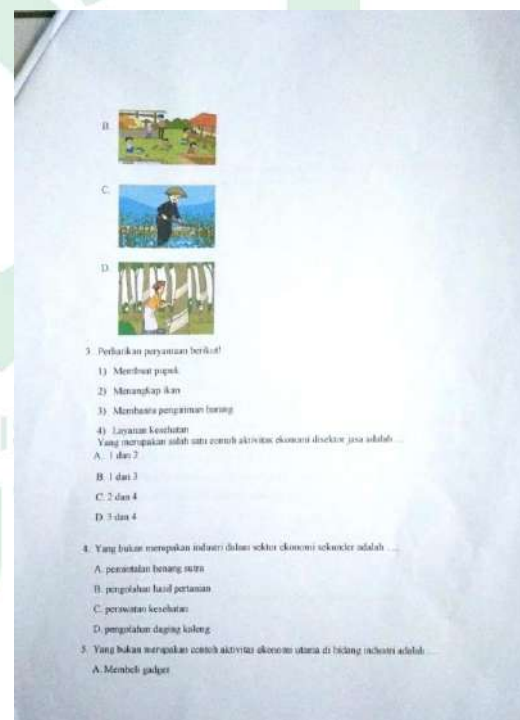 B.
C.
D.
3. Perhatikan pernyataan berikut!
1) Membuat pupuk
2) Menangkap ikan
3) Membantu pengiriman barang
4) Layanan kesehatan
Yang merupakan salah satu contoh aktivitas ekonomi disektor jasa adalah ...
A. 1 dan 2
B. 1 dan 3
C. 2 dan 4
D. 3 dan 4
4. Yang bukan merupakan industri dalam sektor ekonomi sekunder adalah ....
A. pemintalan benang sutra
B. pengolahan hasil pertanian
C. perawatan kesehatan
D. pengolahan daging kaleng
5. Yang bukan merupakan contoh aktivitas ekonomi utama di bidang industri adalah ...
A. Membeli gadget